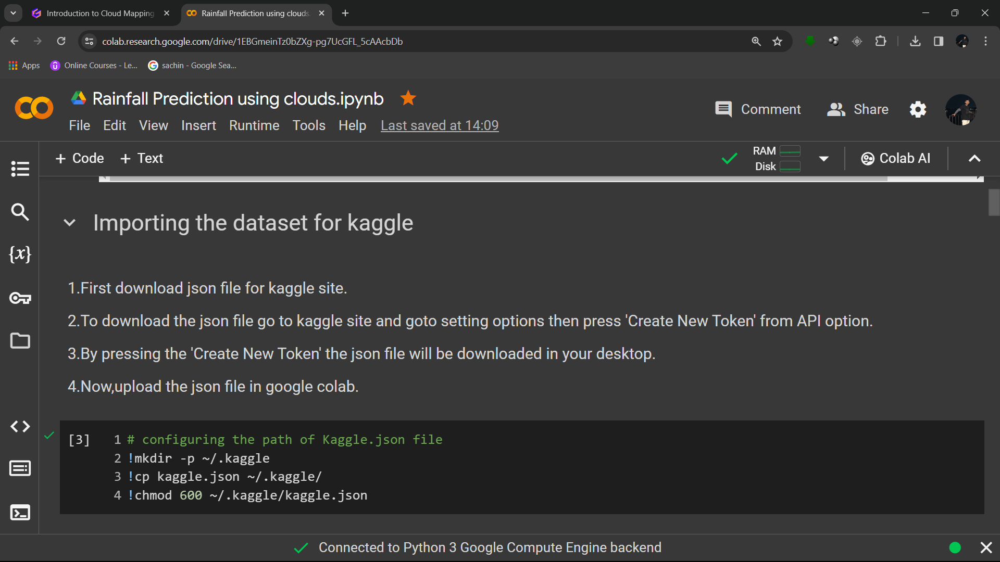 Introduction to Cloud Mapping
Rainfall Prediction using clouds.
colab.research.google.com/drive/1EBGmeinTz0bZXg-pg7UcGFL_5cAAcbDb
Apps
Online Courses - Le...
sachin - Google Sea...
Rainfall Prediction using clouds.ipynb
Comment
Share
File Edit View Insert Runtime Tools Help Last saved at 14:09
+ Code + Text
RAM
Disk
Colab AI
Importing the dataset for kaggle
{x}
1.First download json file for kaggle site.
2.To download the json file go to kaggle site and goto setting options then press 'Create New Token' from API option.
3.By pressing the 'Create New Token' the json file will be downloaded in your desktop.
4.Now,upload the json file in google colab.
[3] 1 # configuring the path of Kaggle.json file
2 !mkdir -p ~/.kaggle
3 !cp kaggle.json ~/.kaggle/
4 !chmod 600 ~/.kaggle/kaggle.json
Connected to Python 3 Google Compute Engine backend